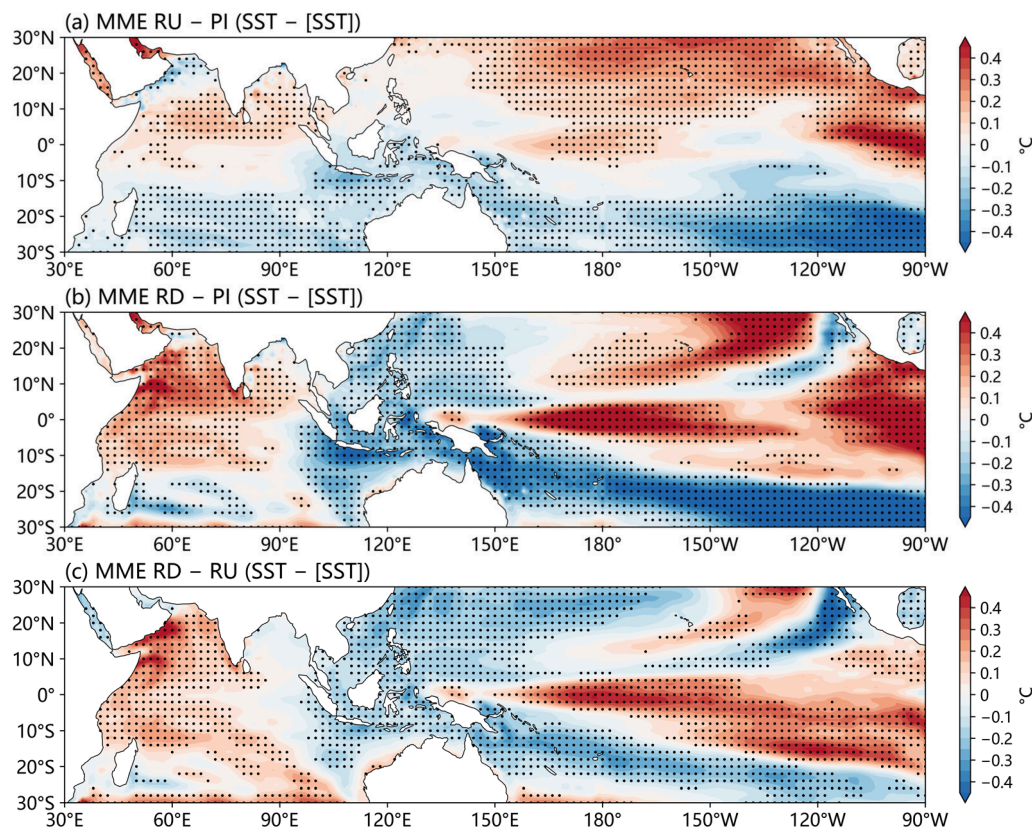 (a) MME RU − PI (SST − [SST])
30°N
20°N
10°N
0°
10°S
20°S
30°S
30°E 60°E 90°E 120°E 150°E 180° 150°W 120°W 90°W
0.4
0.3
0.2
0.1
0
−0.1
−0.2
−0.3
−0.4
°C
(b) MME RD − PI (SST − [SST])
30°N
20°N
10°N
0°
10°S
20°S
30°S
30°E 60°E 90°E 120°E 150°E 180° 150°W 120°W 90°W
0.4
0.3
0.2
0.1
0
−0.1
−0.2
−0.3
−0.4
°C
(c) MME RD − RU (SST − [SST])
30°N
20°N
10°N
0°
10°S
20°S
30°S
30°E 60°E 90°E 120°E 150°E 180° 150°W 120°W 90°W
0.4
0.3
0.2
0.1
0
−0.1
−0.2
−0.3
−0.4
°C